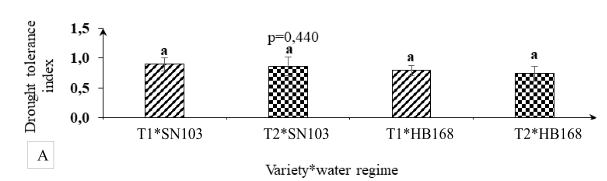 Drought tolerance
index
1,5
1,0
0,5
0,0
p=0,440
a
a
a
a
T1*SN103
T2*SN103
T1*HB168
T2*HB168
A
Variety*water regime